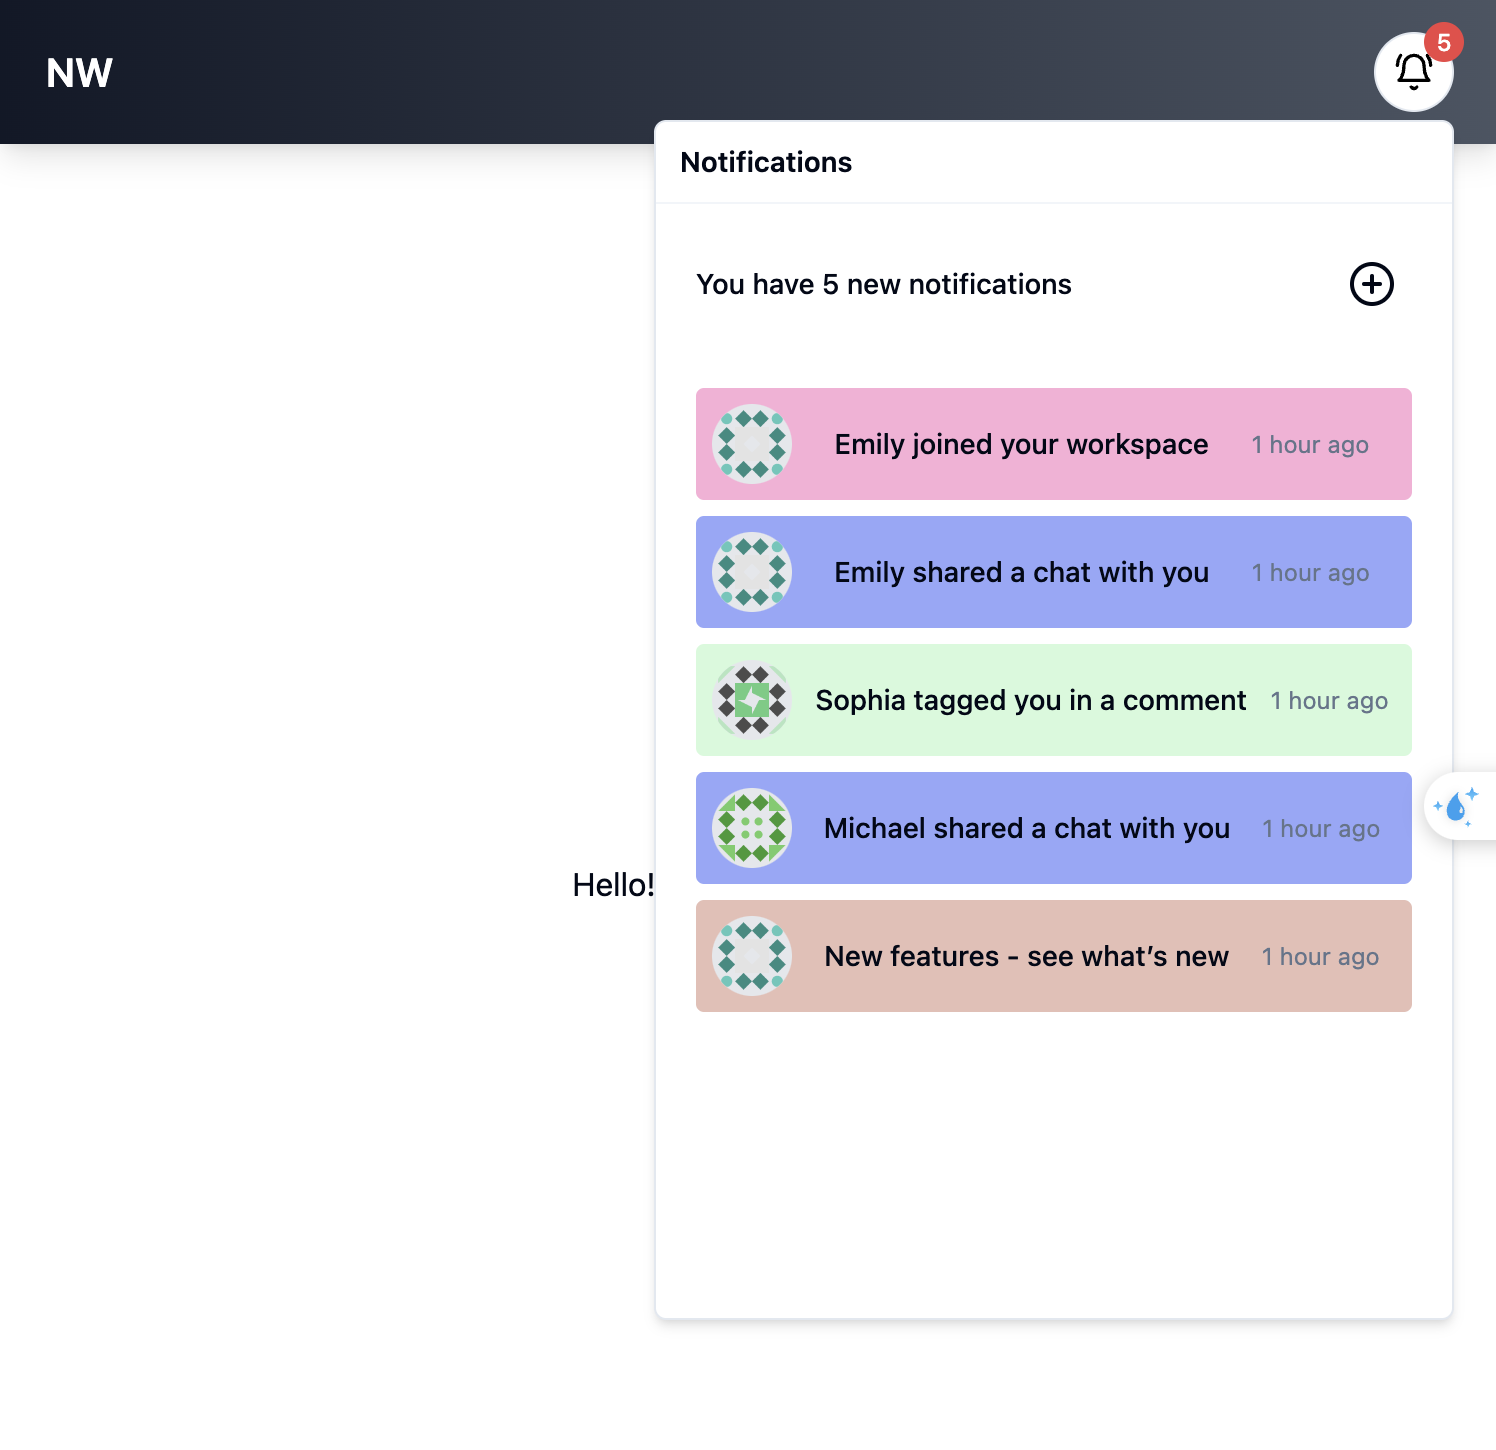 NW
5
Notifications
You have 5 new notifications
Emily joined your workspace 1 hour ago
Emily shared a chat with you 1 hour ago
Sophia tagged you in a comment 1 hour ago
Michael shared a chat with you 1 hour ago
Hello!
New features - see what’s new 1 hour ago